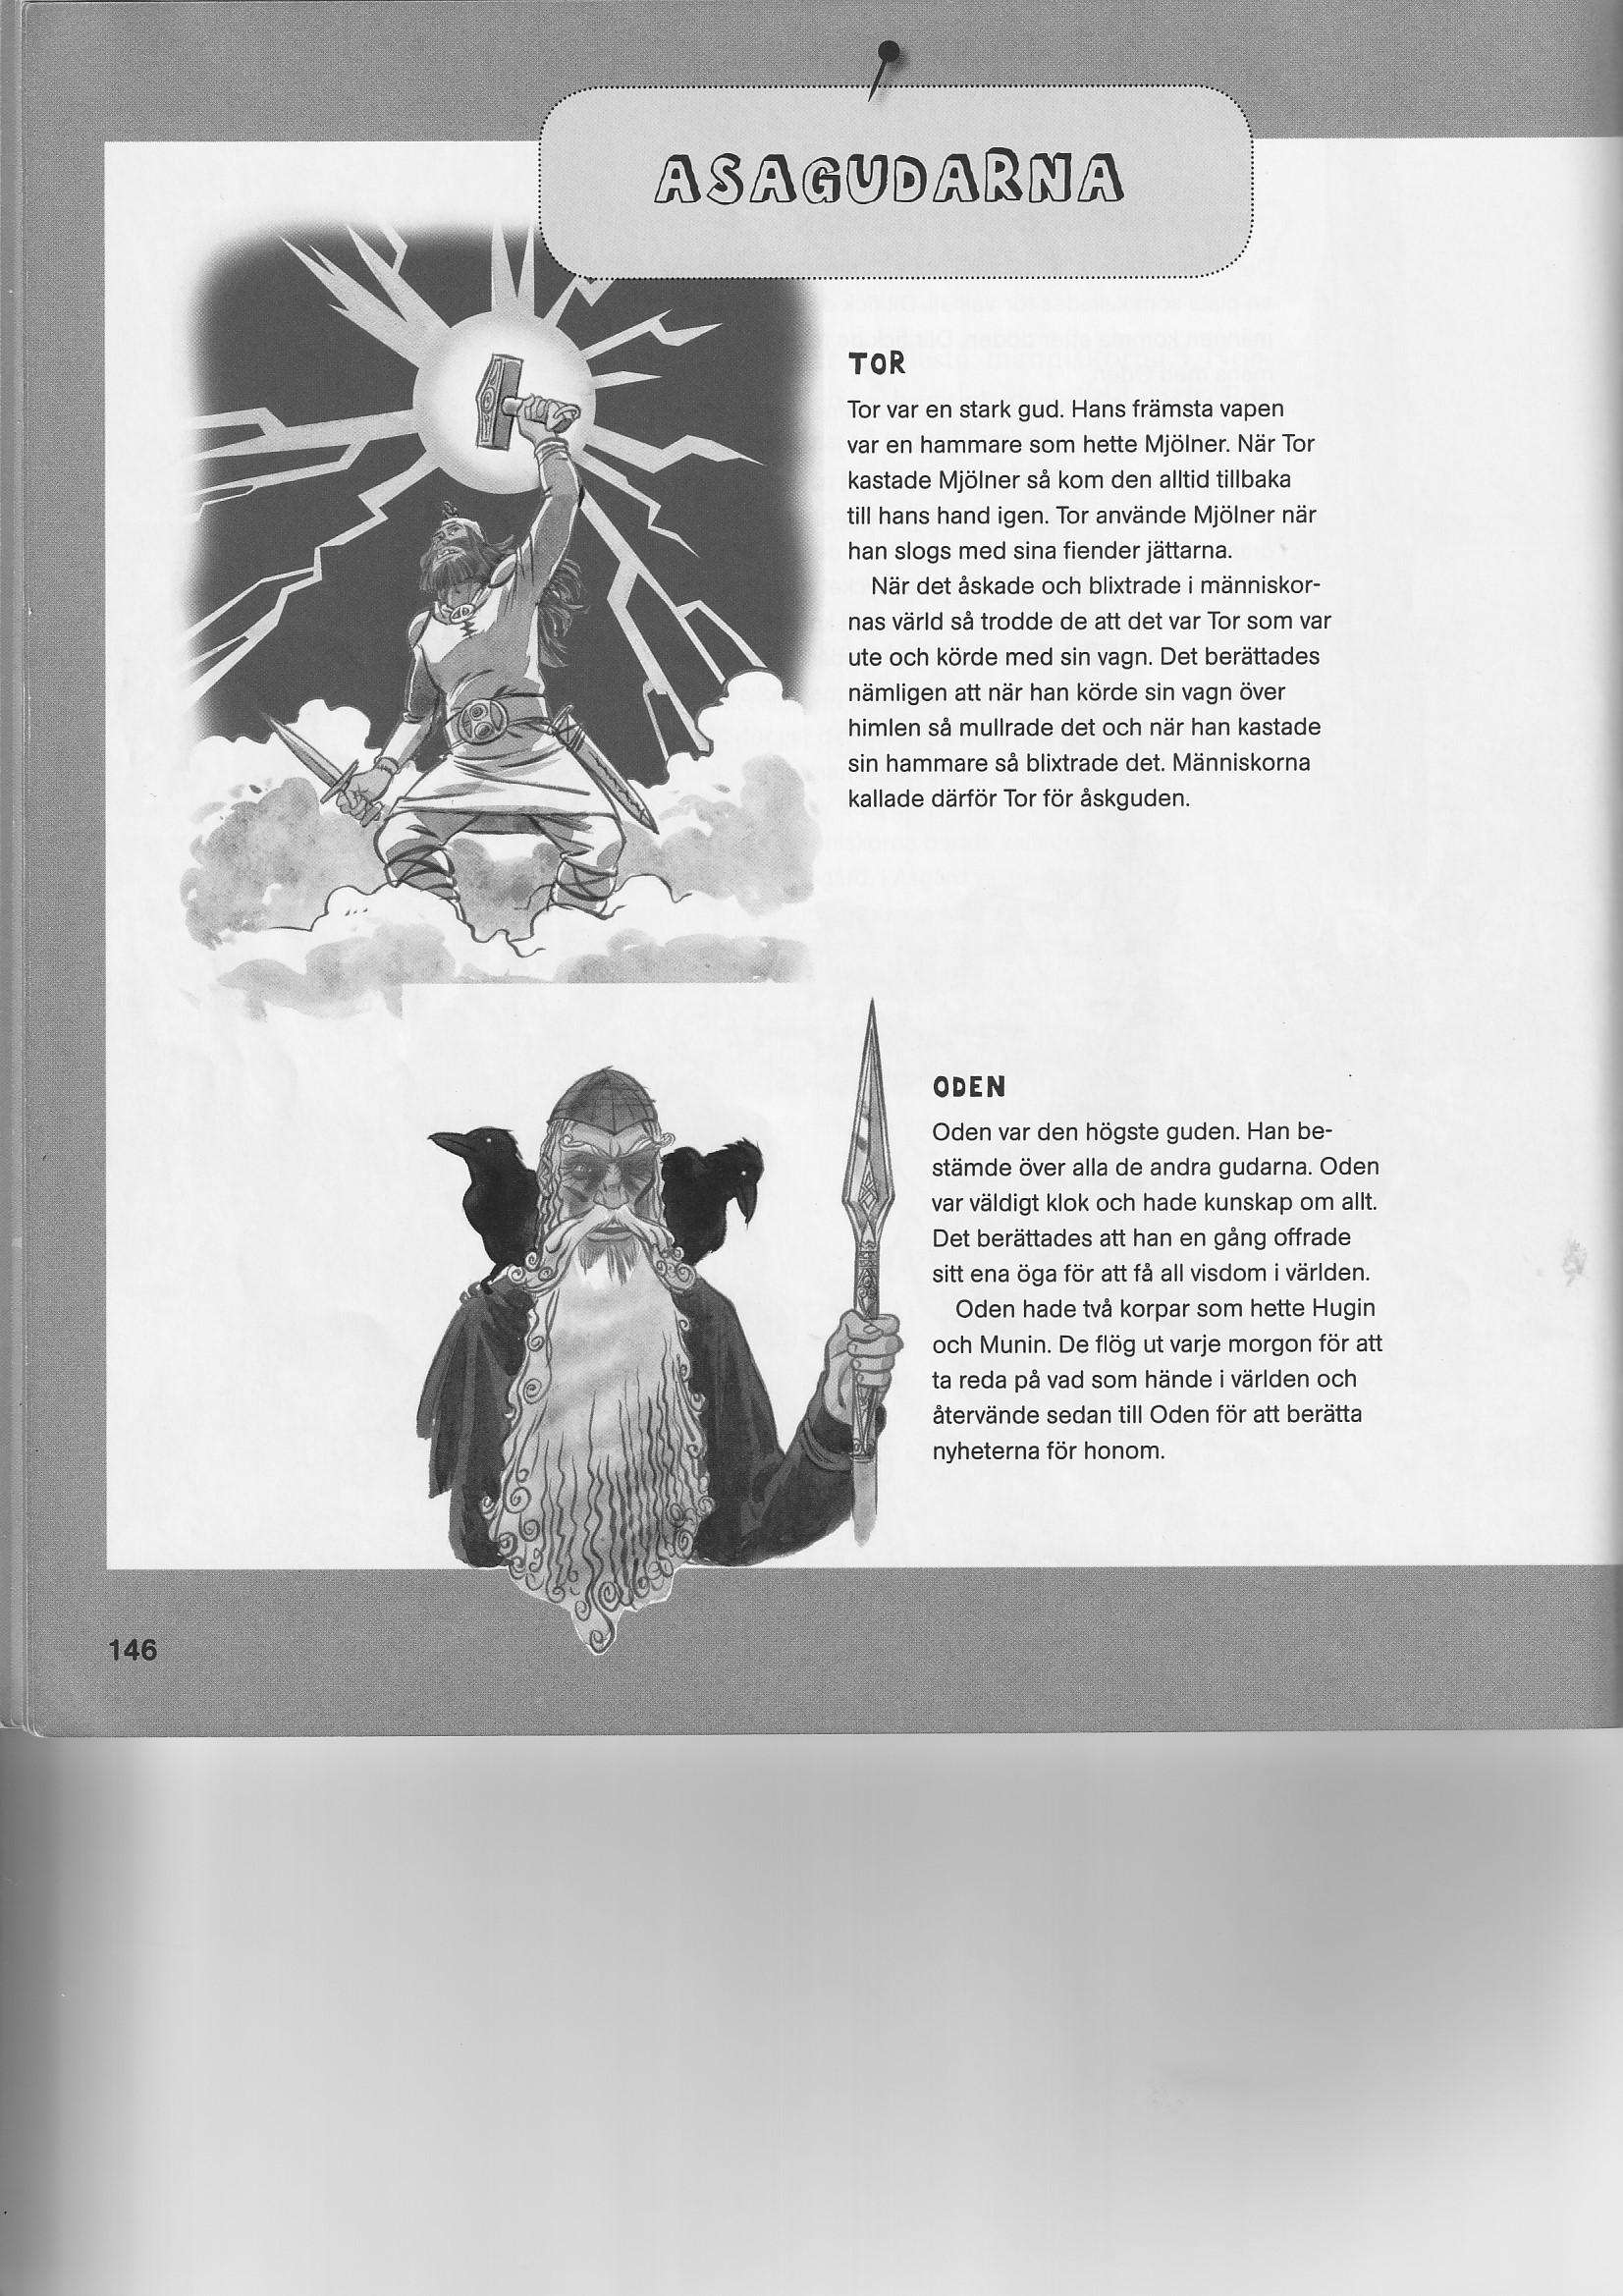 ASAGUDARNA
TOR
Tor var en stark gud. Hans främsta vapen
var en hammare som hette Mjölner. När Tor
kastade Mjölner så kom den alltid tillbaka
till hans hand igen. Tor använde Mjölner när
han slogs med sina fiender jättarna.
När det åskade och blixtrade i människor-
nas värld så trodde de att det var Tor som var
ute och körde med sin vagn. Det berättades
nämligen att när han körde sin vagn över
himlen så mullrade det och när han kastade
sin hammare så blixtrade det. Människorna
kallade därför Tor för åskguden.
ODEN
Oden var den högste guden. Han be-
stämde över alla de andra gudarna. Oden
var väldigt klok och hade kunskap om allt.
Det berättades att han en gång offrade
sitt ena öga för att få all visdom i världen.
Oden hade två korpar som hette Hugin
och Munin. De flög ut varje morgon för att
ta reda på vad som hände i världen och
återvände sedan till Oden för att berätta
nyheterna för honom.
146